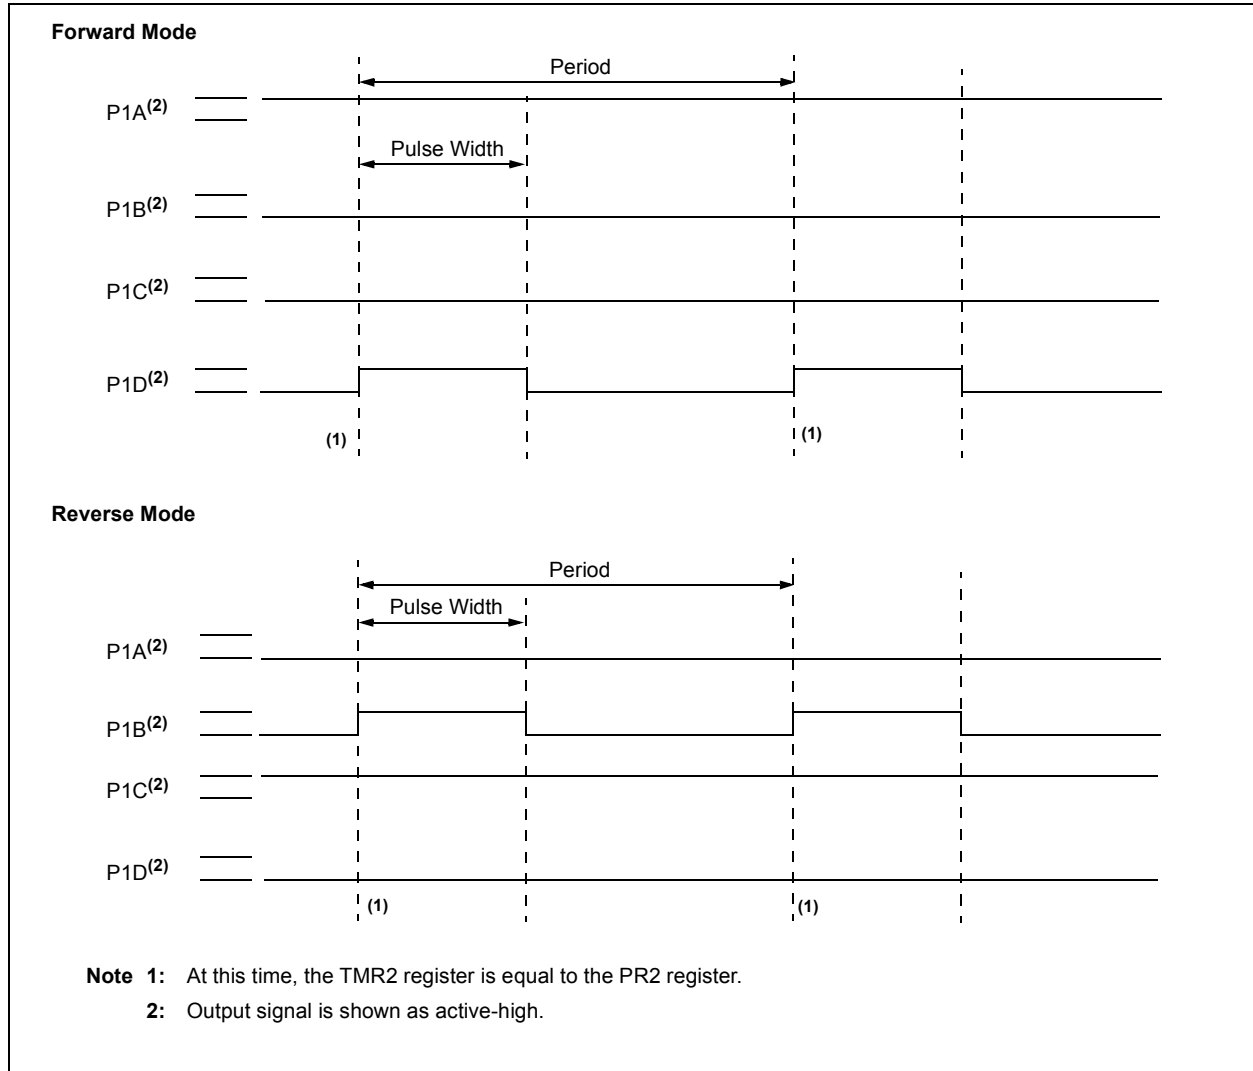 Forward Mode
Period
P1A(2)
Pulse Width
P1B(2)
P1C(2)
P1D(2)
(1) (1)
Reverse Mode
Period
Pulse Width
P1A(2)
P1B(2)
P1C(2)
P1D(2)
(1) (1)
Note 1: At this time, the TMR2 register is equal to the PR2 register.
2: Output signal is shown as active-high.